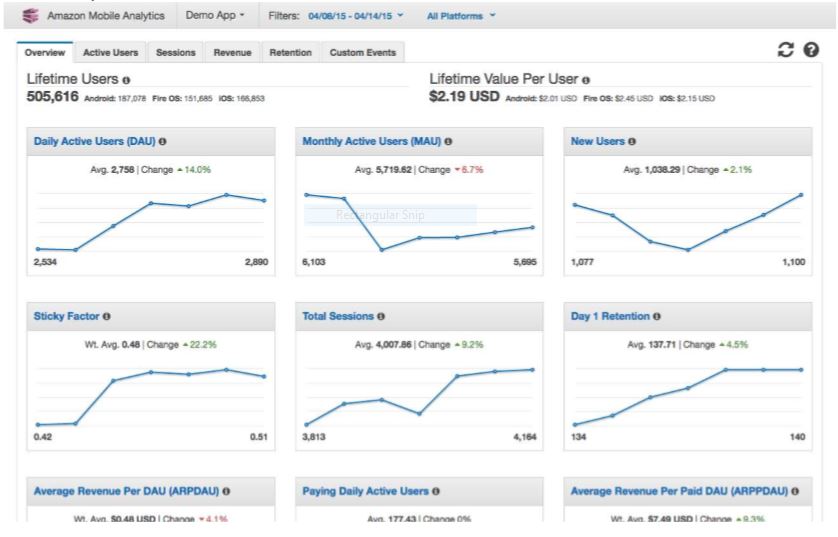 Amazon Mobile Analytics Demo App Filters: 04/08/15 - 04/14/15 All Platforms
Overview Active Users Sessions Revenue Retention Custom Events
Lifetime Users Lifetime Value Per User
505,616 Android: 187,078 Fire OS: 151,685 iOS: 166,853 $2.19 USD Android: $2.01 USD Fire OS: $2.45 USD iOS: $2.15 USD
Daily Active Users (DAU) Monthly Active Users (MAU) New Users
Avg. 2,758 | Change 14.0% Avg. 5,719.62 | Change 6.7% Avg. 1,038.29 | Change 2.1%
Rectangular Snip
2,534 2,890 6,103 5,695 1,077 1,100
Sticky Factor Total Sessions Day 1 Retention
Wt. Avg. 0.48 | Change 22.2% Avg. 4,007.86 | Change 9.2% Avg. 137.71 | Change 4.5%
0.42 0.51 3,813 4,164 134 140
Average Revenue Per DAU (ARPDAU) Paying Daily Active Users Average Revenue Per Paid DAU (ARPPDAU)
Wt. Avg. $0.48 USD | Change 4.1% Avg. 177.43 | Change 0% Wt. Avg. $7.49 USD | Change 9.3%